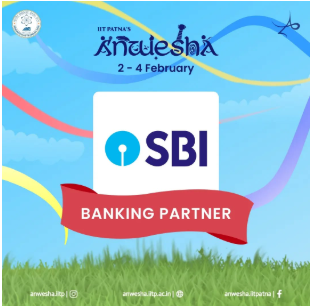 IIT PATNA'S
ANWESHA
2 - 4 February
SBI
BANKING PARTNER
anwesha.iitp | anwesha.iitp.ac.in | anwesha.iitpatna |